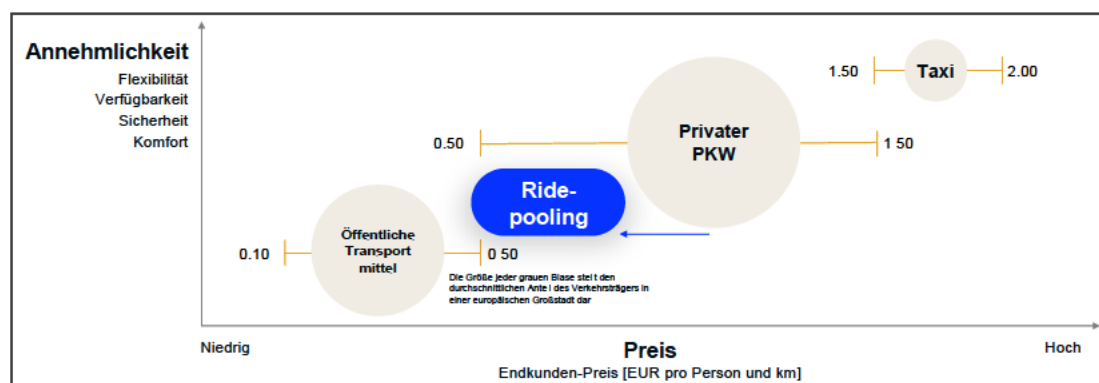 Annehmlichkeit
Flexibilität
Verfügbarkeit
Sicherheit
Komfort
1.50
Taxi
2.00
0.50
Privater
PKW
1 50
Ride-
pooling
0.10
Öffentliche
Transport
mittel
0 50
Die Größe jeder grauen Blase stel t den
durchschnittlichen Ante l des Verkehrsträgers in
einer europäischen Großstadt dar
Niedrig
Preis
Hoch
Endkunden-Preis [EUR pro Person und km]